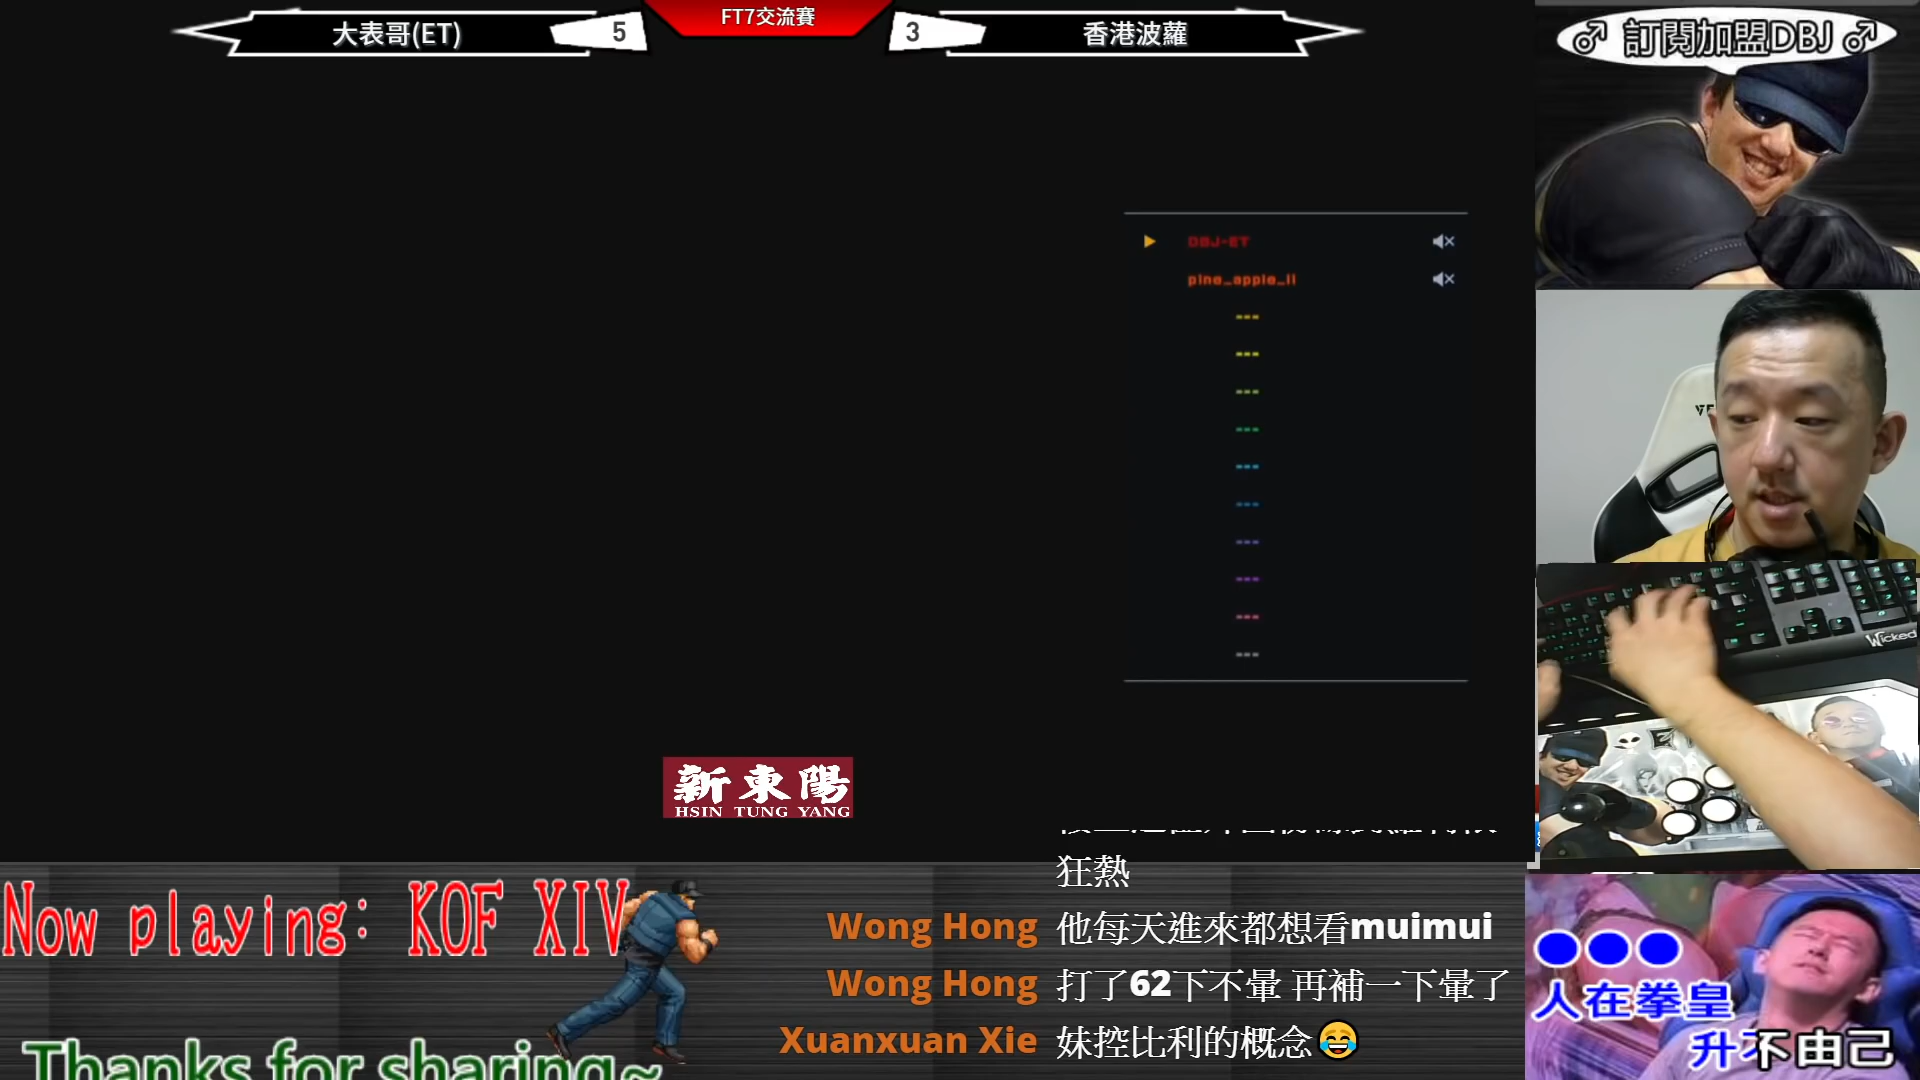 大表哥(ET)
5
FT7交流賽
3
香港波蘿
♂ 訂閱加盟DBJ ♂
DBJ-ET
pine_apple_ii
---
---
---
---
---
---
---
---
---
---
Wicked
新東陽
HSIN TUNG YANG
狂熱
Now playing: KOF XIV
Wong Hong 他每天進來都想看muimui
Wong Hong 打了62下不暈 再補一下暈了
Xuanxuan Xie 妹控比利的概念😂
Thanks for sharing~
人在拳皇
升不由己